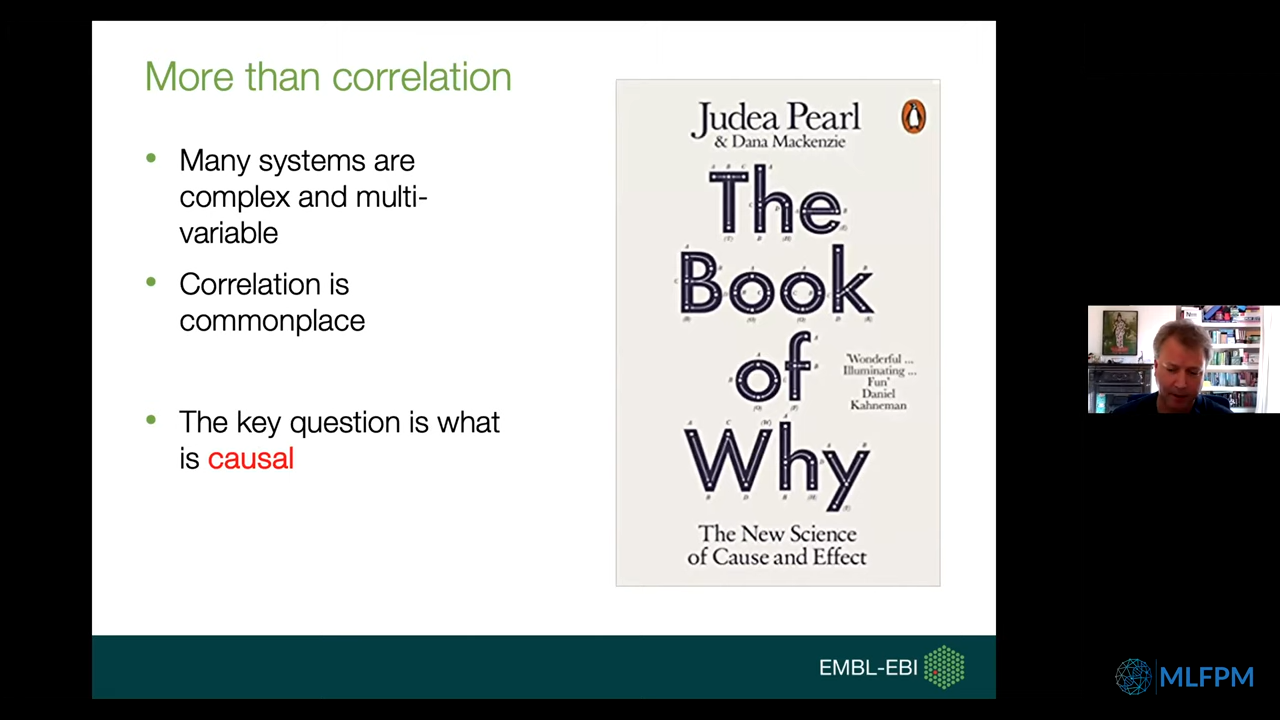 More than correlation
• Many systems are
complex and multi-
variable
• Correlation is
commonplace
• The key question is what
is causal
Judea Pearl
& Dana Mackenzie
The
Book
of
Why
'Wonderful ...
Illuminating ...
Fun'
Daniel
Kahneman
The New Science
of Cause and Effect
EMBL-EBI
MLFPM